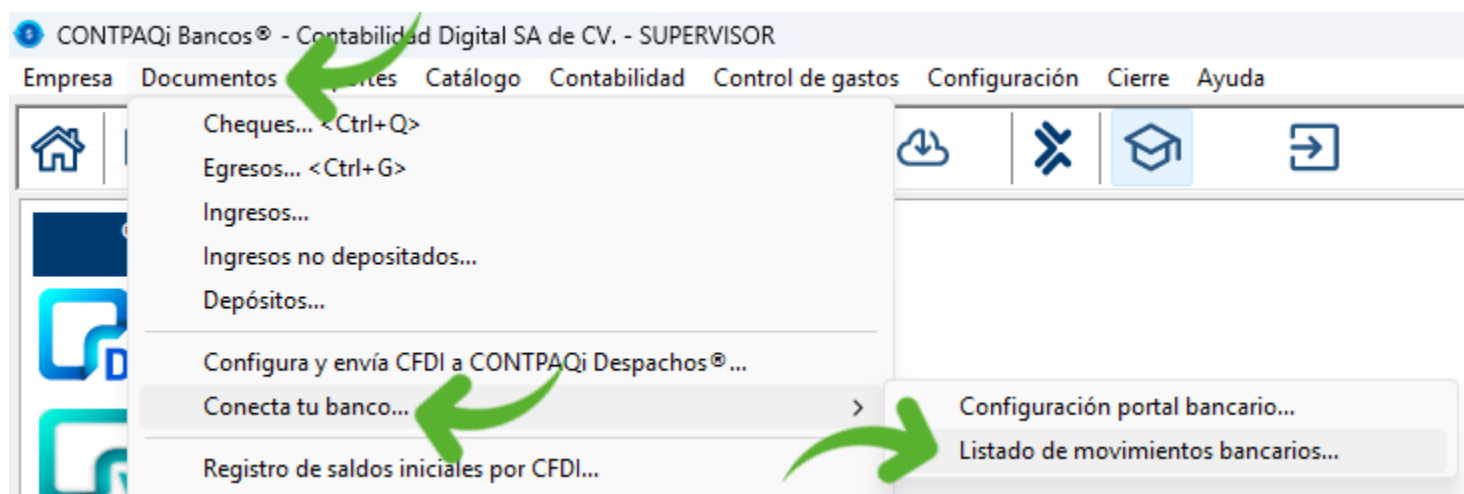 CONTPAQi Bancos® - Contabilidad Digital SA de CV. - SUPERVISOR
Empresa Documentos Catálogo Contabilidad Control de gastos Configuración Cierre Ayuda
Cheques... <Ctrl+Q>
Egresos... <Ctrl+G>
Ingresos...
Ingresos no depositados...
Depósitos...
Configura y envía CFDI a CONTPAQi Despachos®...
Conecta tu banco... >
Configuración portal bancario...
Listado de movimientos bancarios...
Registro de saldos iniciales por CFDI...